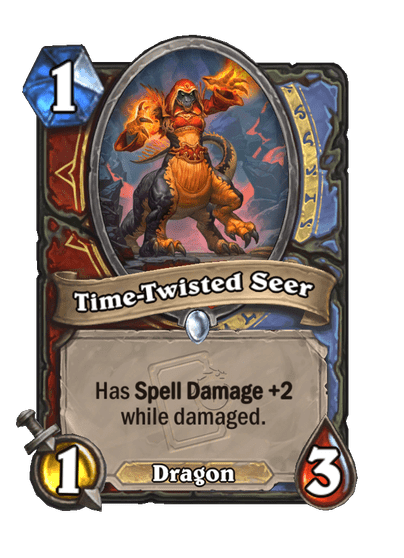 1
Time-Twisted Seer
Has Spell Damage +2
while damaged.
1
Dragon
3